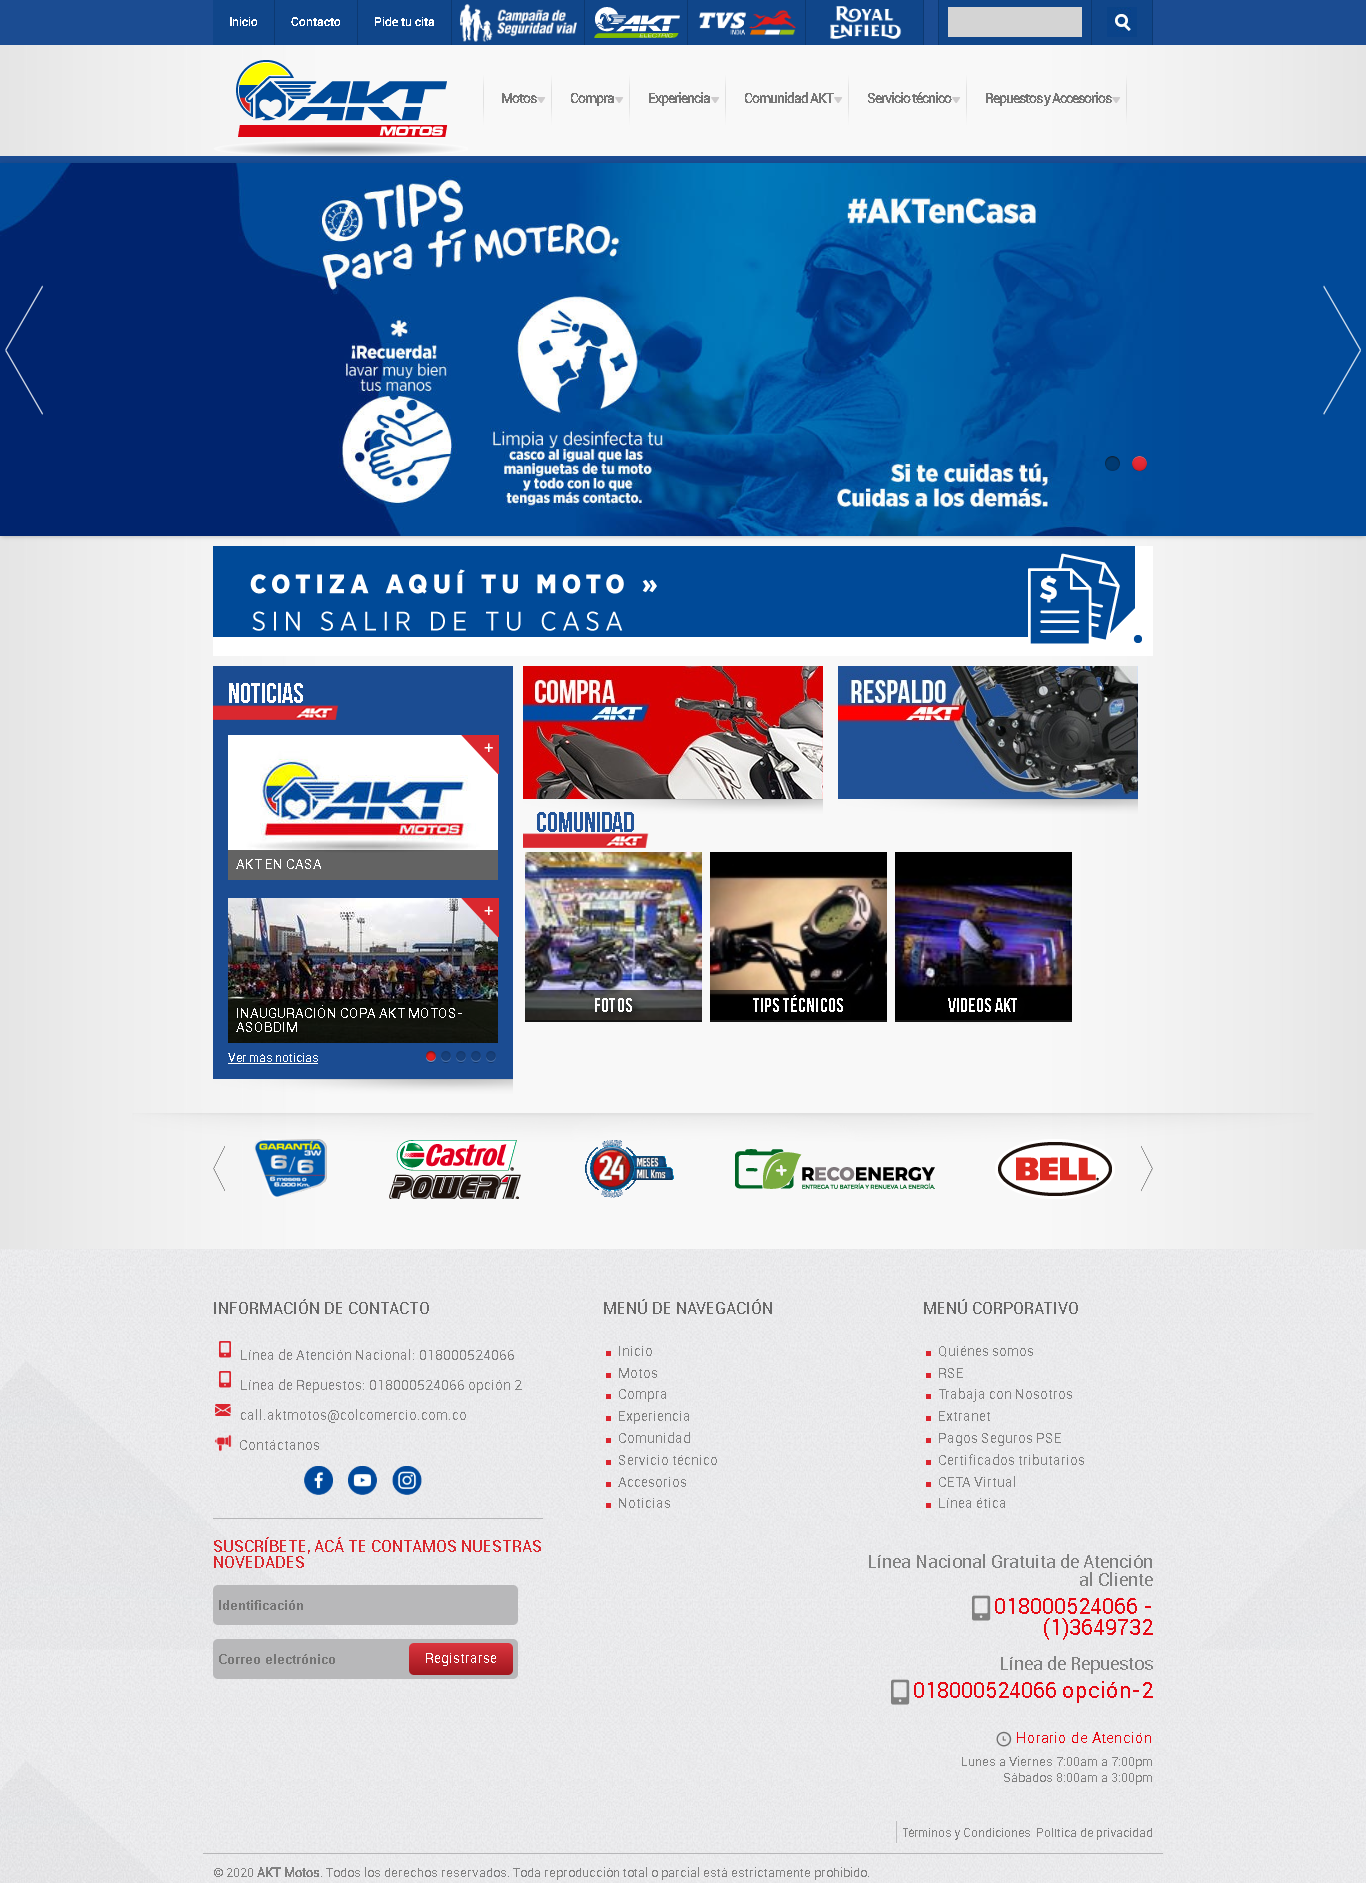 Inicio
Contacto
Pide tu cita
Campaña de
Seguridad vial
AKT
ELECTRIC
TVS
INDIA
ROYAL
ENFIELD
AKT
MOTOS
Motos
Compra
Experiencia
Comunidad AKT
Servicio técnico
Repuestos y Accesorios
TIPS
para tí MOTERO:
#AKTenCasa
*
¡Recuerda!
lavar muy bien
tus manos
Limpia y desinfecta tu
casco al igual que las
maniguetas de tu moto
y todo con lo que
tengas más contacto.
Si te cuidas tú,
Cuidas a los demás.
COTIZA AQUÍ TU MOTO »
SIN SALIR DE TU CASA
$
NOTICIAS
AKT
COMPRA
AKT
RESPALDO
AKT
+
AKT
MOTOS
AKT EN CASA
+
INAUGURACIÓN COPA AKT MOTOS-
ASOBDIM
Ver más noticias
COMUNIDAD
AKT
DYNAMIC
FOTOS
TIPS TÉCNICOS
VIDEOS AKT
GARANTÍA
3W
6/6
6 meses o
6.000 Km.
Castrol
POWER1
24
MESES
MIL Kms
RECOENERGY
ENTREGA TU BATERÍA Y RENUEVA LA ENERGÍA
BELL
INFORMACIÓN DE CONTACTO
Línea de Atención Nacional: 018000524066
Línea de Repuestos: 018000524066 opción 2
call.aktmotos@colcomercio.com.co
Contáctanos
SUSCRÍBETE, ACÁ TE CONTAMOS NUESTRAS
NOVEDADES
Identificación
Correo electrónico
Registrarse
MENÚ DE NAVEGACIÓN
Inicio
Motos
Compra
Experiencia
Comunidad
Servicio técnico
Accesorios
Noticias
MENÚ CORPORATIVO
Quiénes somos
RSE
Trabaja con Nosotros
Extranet
Pagos Seguros PSE
Certificados tributarios
CETA Virtual
Línea ética
Línea Nacional Gratuita de Atención
al Cliente
018000524066 -
(1)3649732
Línea de Repuestos
018000524066 opción-2
Horario de Atención
Lunes a Viernes 7:00am a 7:00pm
Sábados 8:00am a 3:00pm
Términos y Condiciones
Política de privacidad
© 2020 AKT Motos. Todos los derechos reservados. Toda reproducción total o parcial está estrictamente prohibido.